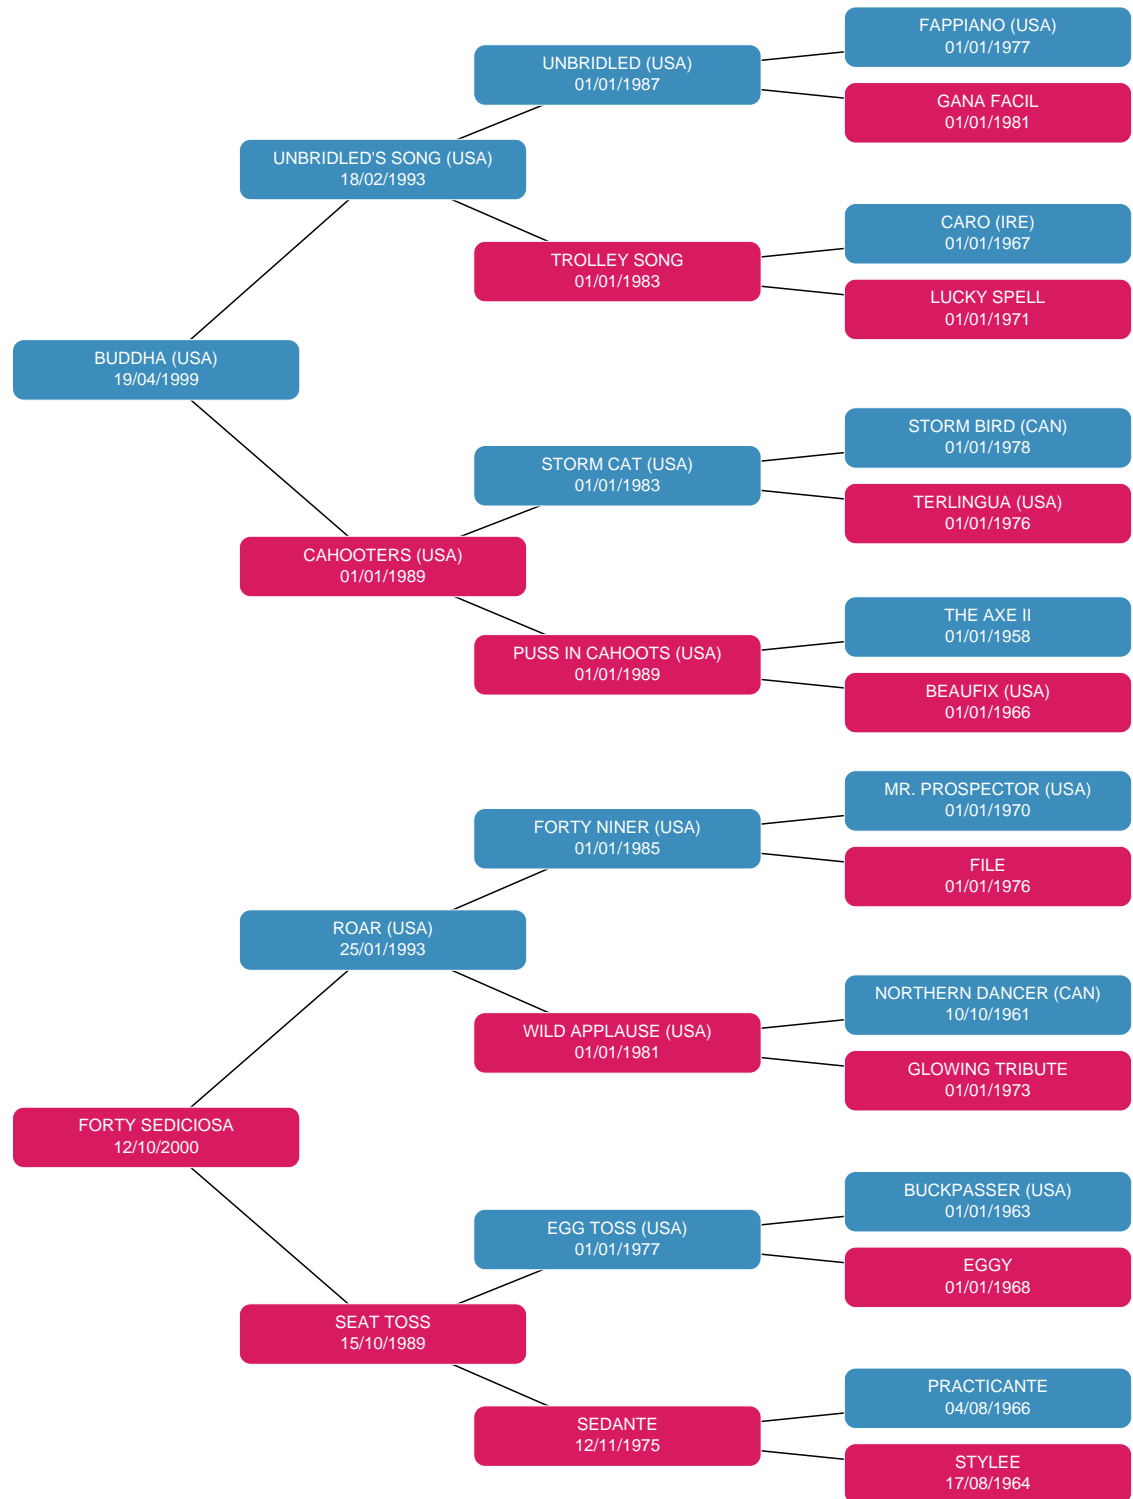 FAPPIANO (USA)
01/01/1977
UNBRIDLED (USA)
01/01/1987
GANA FACIL
01/01/1981
UNBRIDLED'S SONG (USA)
18/02/1993
CARO (IRE)
01/01/1967
TROLLEY SONG
01/01/1983
LUCKY SPELL
01/01/1971
BUDDHA (USA)
19/04/1999
STORM BIRD (CAN)
01/01/1978
STORM CAT (USA)
01/01/1983
TERLINGUA (USA)
01/01/1976
CAHOOTERS (USA)
01/01/1989
THE AXE II
01/01/1958
PUSS IN CAHOOTS (USA)
01/01/1989
BEAUFIX (USA)
01/01/1966
MR. PROSPECTOR (USA)
01/01/1970
FORTY NINER (USA)
01/01/1985
FILE
01/01/1976
ROAR (USA)
25/01/1993
NORTHERN DANCER (CAN)
10/10/1961
WILD APPLAUSE (USA)
01/01/1981
GLOWING TRIBUTE
01/01/1973
FORTY SEDICIOSA
12/10/2000
BUCKPASSER (USA)
01/01/1963
EGG TOSS (USA)
01/01/1977
EGGY
01/01/1968
SEAT TOSS
15/10/1989
PRACTICANTE
04/08/1966
SEDANTE
12/11/1975
STYLEE
17/08/1964